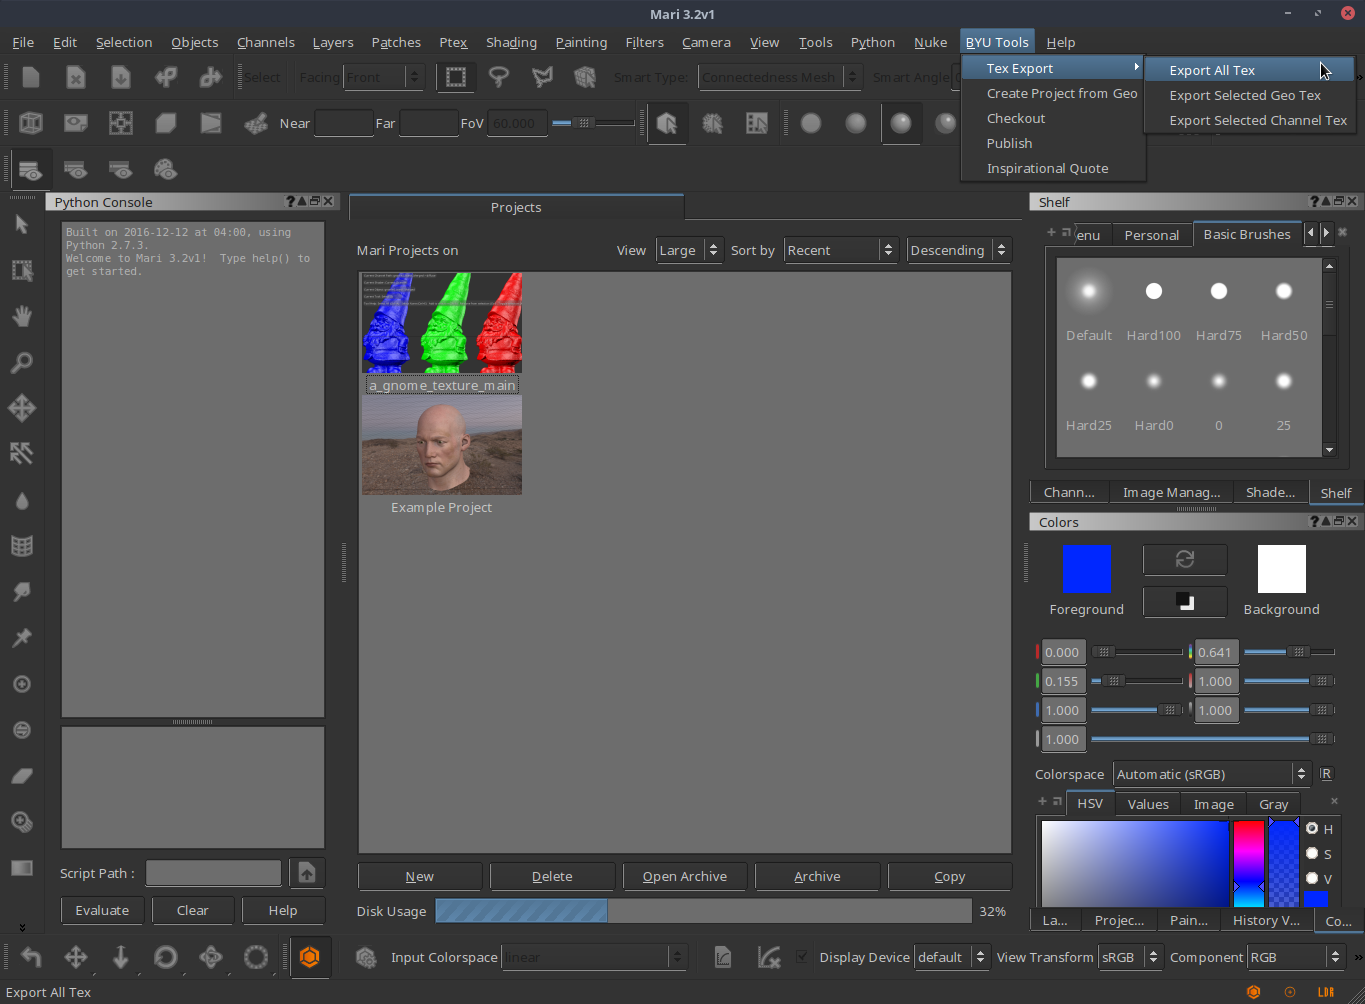 Mari 3.2v1
File Edit Selection Objects Channels Layers Patches Ptex Shading Painting Filters Camera View Tools Python Nuke BYU Tools Help
Select Facing Front Smart Type: Connectedness Mesh Smart Angle
Tex Export
Create Project from Geo
Checkout
Publish
Inspirational Quote
Export All Tex
Export Selected Geo Tex
Export Selected Channel Tex
Near Far FoV 60.000
Python Console
Built on 2016-12-12 at 04:00, using
Python 2.7.3.
Welcome to Mari 3.2v1! Type help() to
get started.
Script Path :
Evaluate Clear Help
Projects
Mari Projects on View Large Sort by Recent Descending
a_gnome_texture_main
Example Project
New Delete Open Archive Archive Copy
Disk Usage 32%
Shelf
enu Personal Basic Brushes
Default Hard100 Hard75 Hard50
Hard25 Hard0 0 25
Chann... Image Manag... Shade... Shelf
Colors
Foreground Background
0.000 0.641
0.155 1.000
1.000 1.000
1.000
Colorspace Automatic (sRGB) R
HSV Values Image Gray
H
S
V
La... Projec... Pain... History V... Co...
Input Colorspace linear Display Device default View Transform sRGB Component RGB
Export All Tex LDR